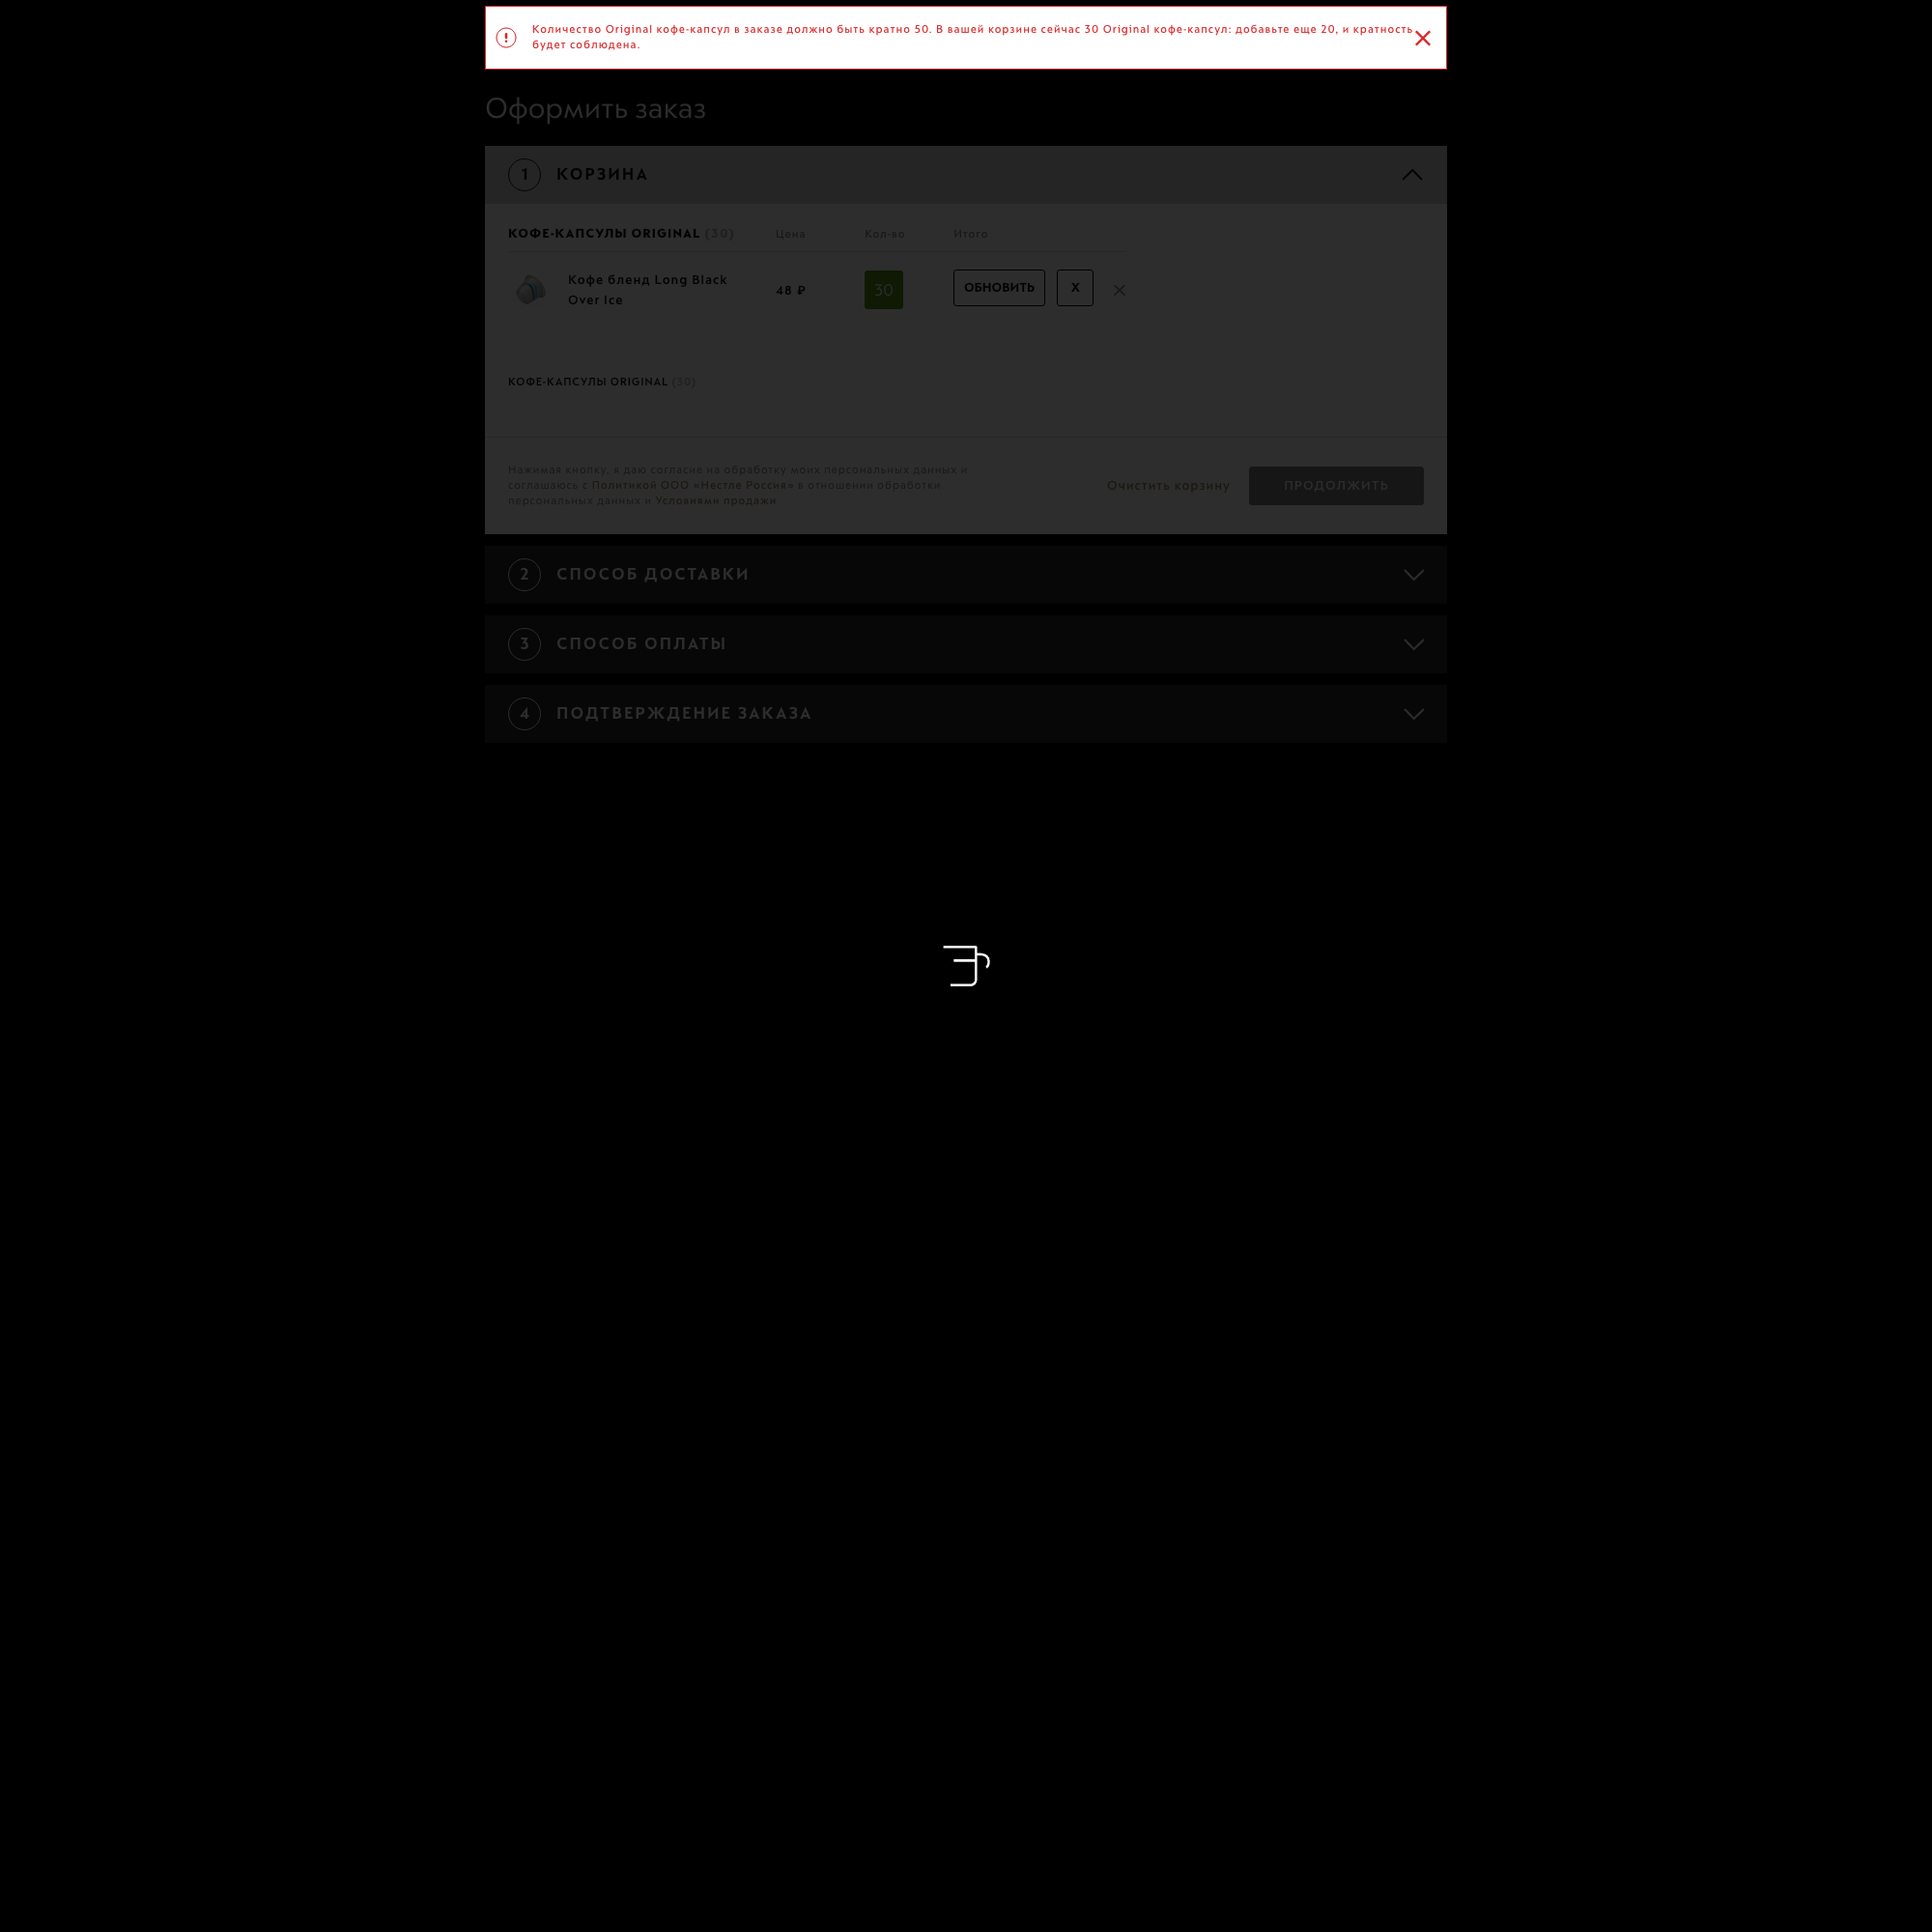 Количество Original кофе-капсул в заказе должно быть кратно 50. В вашей корзине сейчас 30 Original кофе-капсул: добавьте еще 20, и кратность
будет соблюдена.
Оформить заказ
1 КОРЗИНА
КОФЕ-КАПСУЛЫ ORIGINAL (30) Цена Кол-во Итого
Кофе бленд Long Black
Over Ice
48 ₽ 30 ОБНОВИТЬ X
КОФЕ-КАПСУЛЫ ORIGINAL (30)
Нажимая кнопку, я даю согласие на обработку моих персональных данных и
соглашаюсь с Политикой ООО «Нестле Россия» в отношении обработки
персональных данных и Условиями продажи
Очистить корзину ПРОДОЛЖИТЬ
2 СПОСОБ ДОСТАВКИ
3 СПОСОБ ОПЛАТЫ
4 ПОДТВЕРЖДЕНИЕ ЗАКАЗА